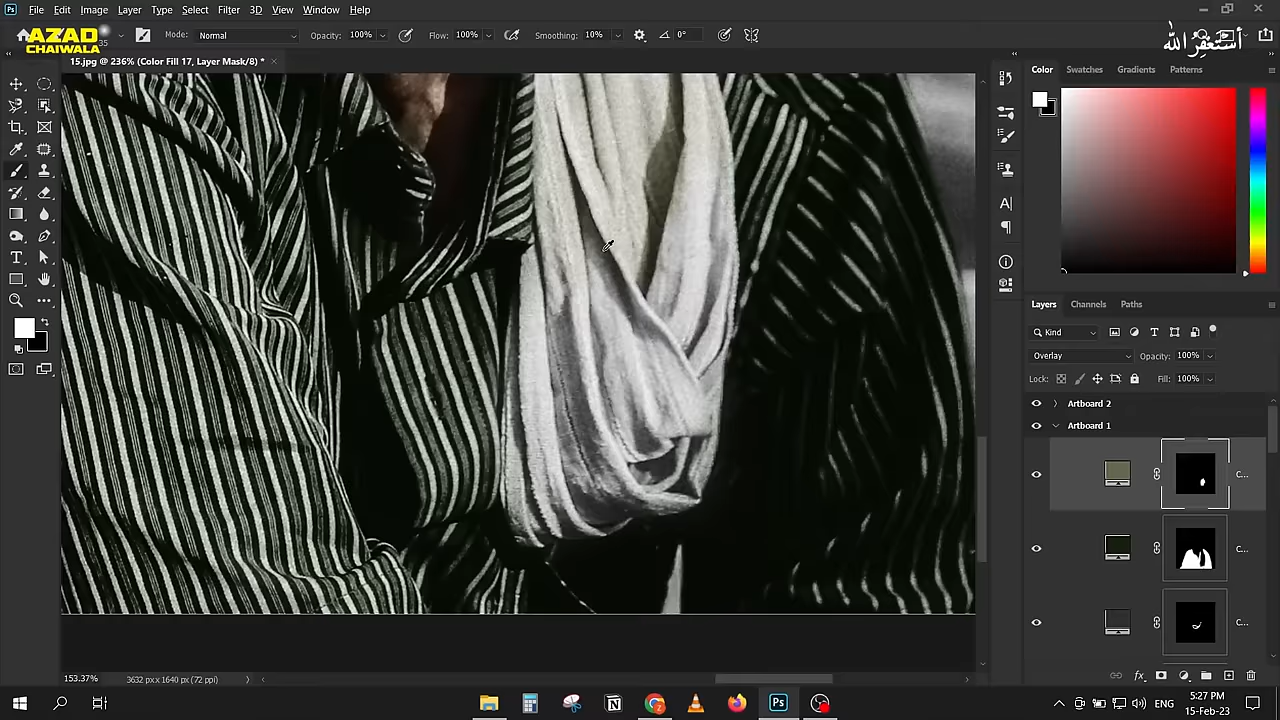 File Edit Image Layer Type Select Filter 3D View Window Help
AZAD
CHAIWALA
35 Mode: Normal Opacity: 100% Flow: 100% Smoothing: 10% 0°
أستغفر الله
15.jpg @ 236% (Color Fill 17, Layer Mask/8) *
Color Swatches Gradients Patterns
Layers Channels Paths
Kind
Overlay Opacity: 100%
Lock: Fill: 100%
Artboard 2
Artboard 1
C...
C...
C...
153.37% 3632 px x 1640 px (72 ppi)
ENG 5:27 PM
15-Feb-23